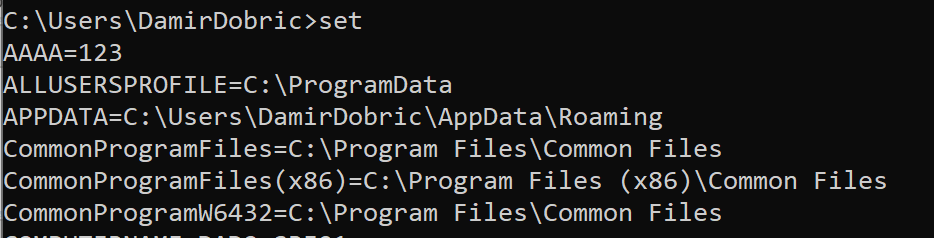 C:\Users\DamirDobric>set
AAAA=123
ALLUSERSPROFILE=C:\ProgramData
APPDATA=C:\Users\DamirDobric\AppData\Roaming
CommonProgramFiles=C:\Program Files\Common Files
CommonProgramFiles(x86)=C:\Program Files (x86)\Common Files
CommonProgramW6432=C:\Program Files\Common Files